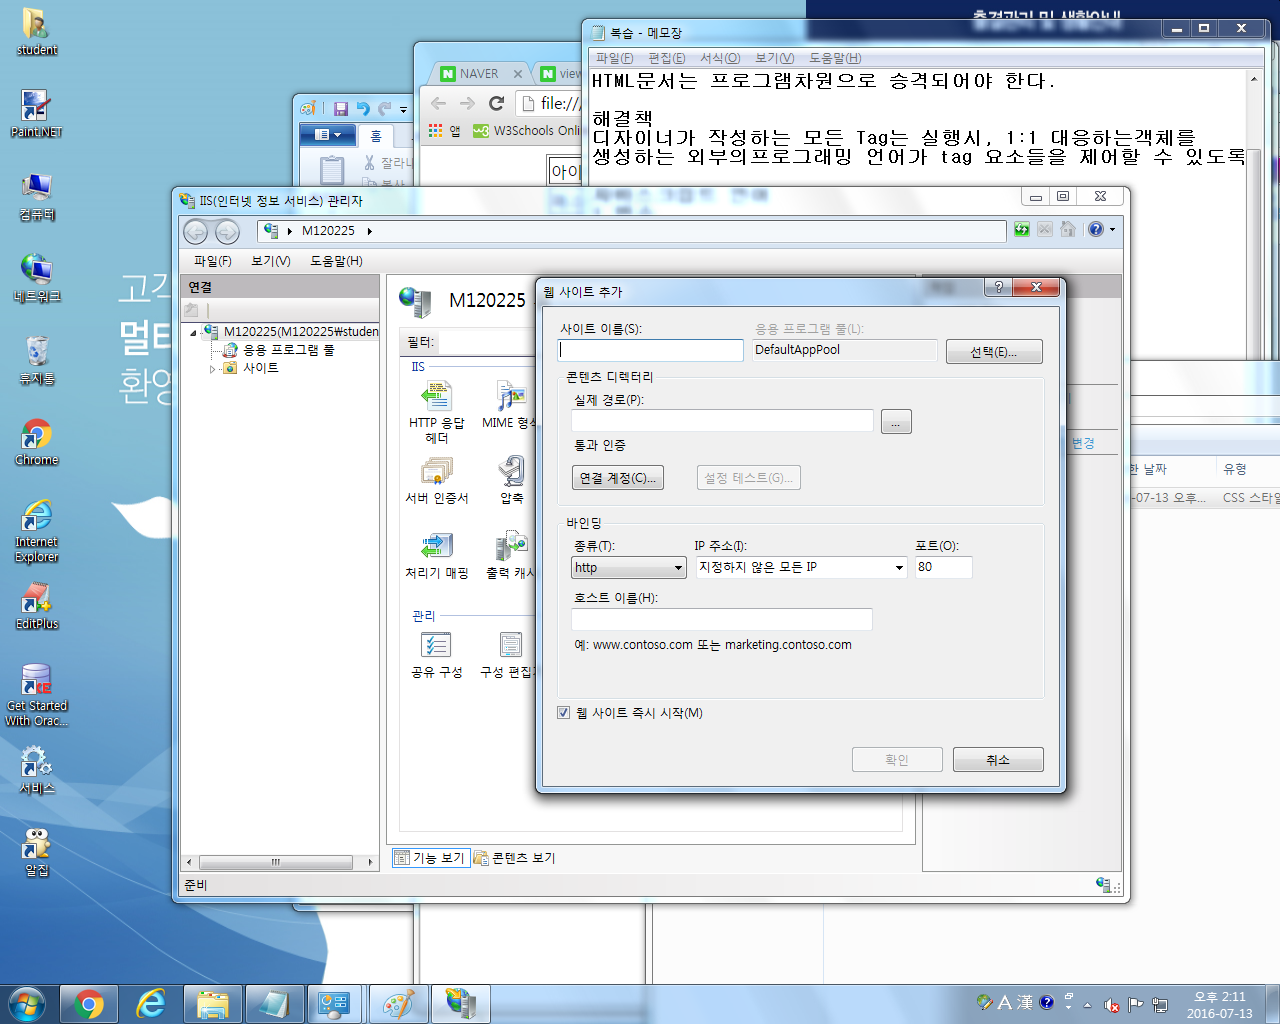 student
Paint.NET
컴퓨터
네트워크
휴지통
Chrome
Internet
Explorer
EditPlus
Get Started
With Orac...
서비스
알집
고객
멀티
환영
출결관리 및 생활안내
복습 - 메모장
파일(F) 편집(E) 서식(O) 보기(V) 도움말(H)
HTML문서는 프로그램차원으로 승격되어야 한다.
해결책
디자이너가 작성하는 모든 Tag는 실행시, 1:1 대응하는객체를
생성하는 외부의프로그래밍 언어가 tag 요소들을 제어할 수 있도록
NAVER
view
file:///
앱
W3Schools Onli
홈
잘라내
복사
아이
IIS(인터넷 정보 서비스) 관리자
M120225
파일(F) 보기(V) 도움말(H)
연결
M120225(M120225\studen
응용 프로그램 풀
사이트
M120225
필터:
IIS
HTTP 응답
헤더
MIME 형식
서버 인증서
압축
처리기 매핑
출력 캐시
관리
공유 구성
구성 편집기
기능 보기
콘텐츠 보기
준비
웹 사이트 추가
사이트 이름(S):
응용 프로그램 풀(L):
DefaultAppPool
선택(E)...
콘텐츠 디렉터리
실제 경로(P):
...
통과 인증
연결 계정(C)...
설정 테스트(G)...
바인딩
종류(T):
IP 주소(I):
포트(O):
http
지정하지 않은 모든 IP
80
호스트 이름(H):
예: www.contoso.com 또는 marketing.contoso.com
웹 사이트 즉시 시작(M)
확인
취소
변경
한 날짜
유형
-07-13 오후...
CSS 스타일
A 漢
오후 2:11
2016-07-13